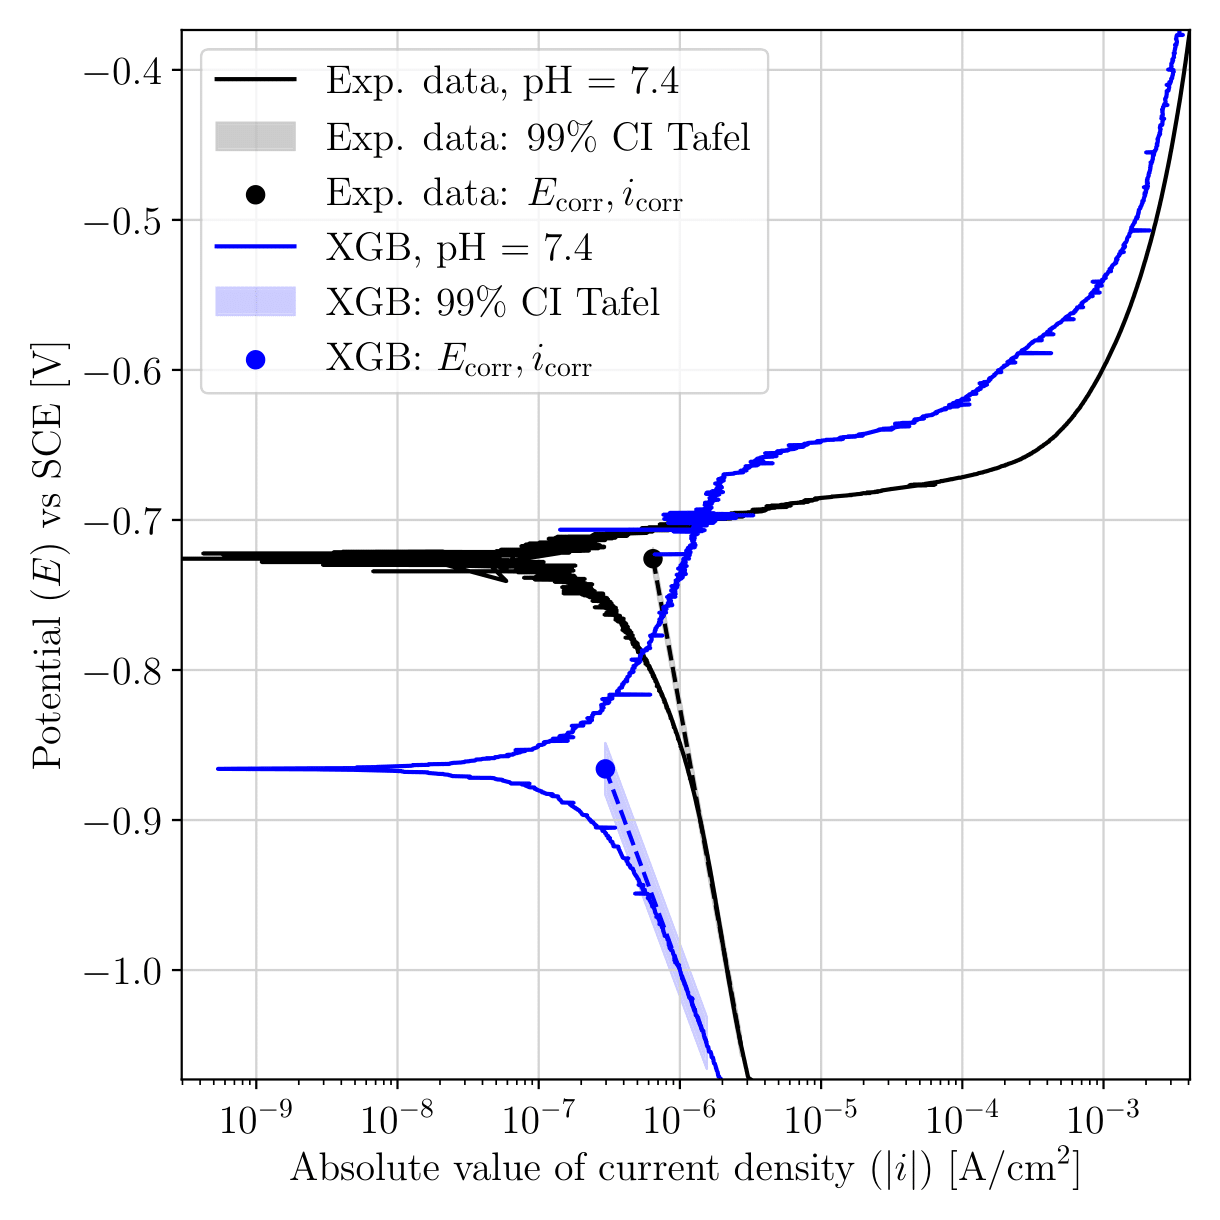 Exp. data, pH = 7.4
Exp. data: 99% CI Tafel
Exp. data: E_corr, i_corr
XGB, pH = 7.4
XGB: 99% CI Tafel
XGB: E_corr, i_corr
−0.4
−0.5
−0.6
−0.7
−0.8
−0.9
−1.0
Potential (E) vs SCE [V]
10⁻⁹ 10⁻⁸ 10⁻⁷ 10⁻⁶ 10⁻⁵ 10⁻⁴ 10⁻³
Absolute value of current density (|i|) [A/cm²]